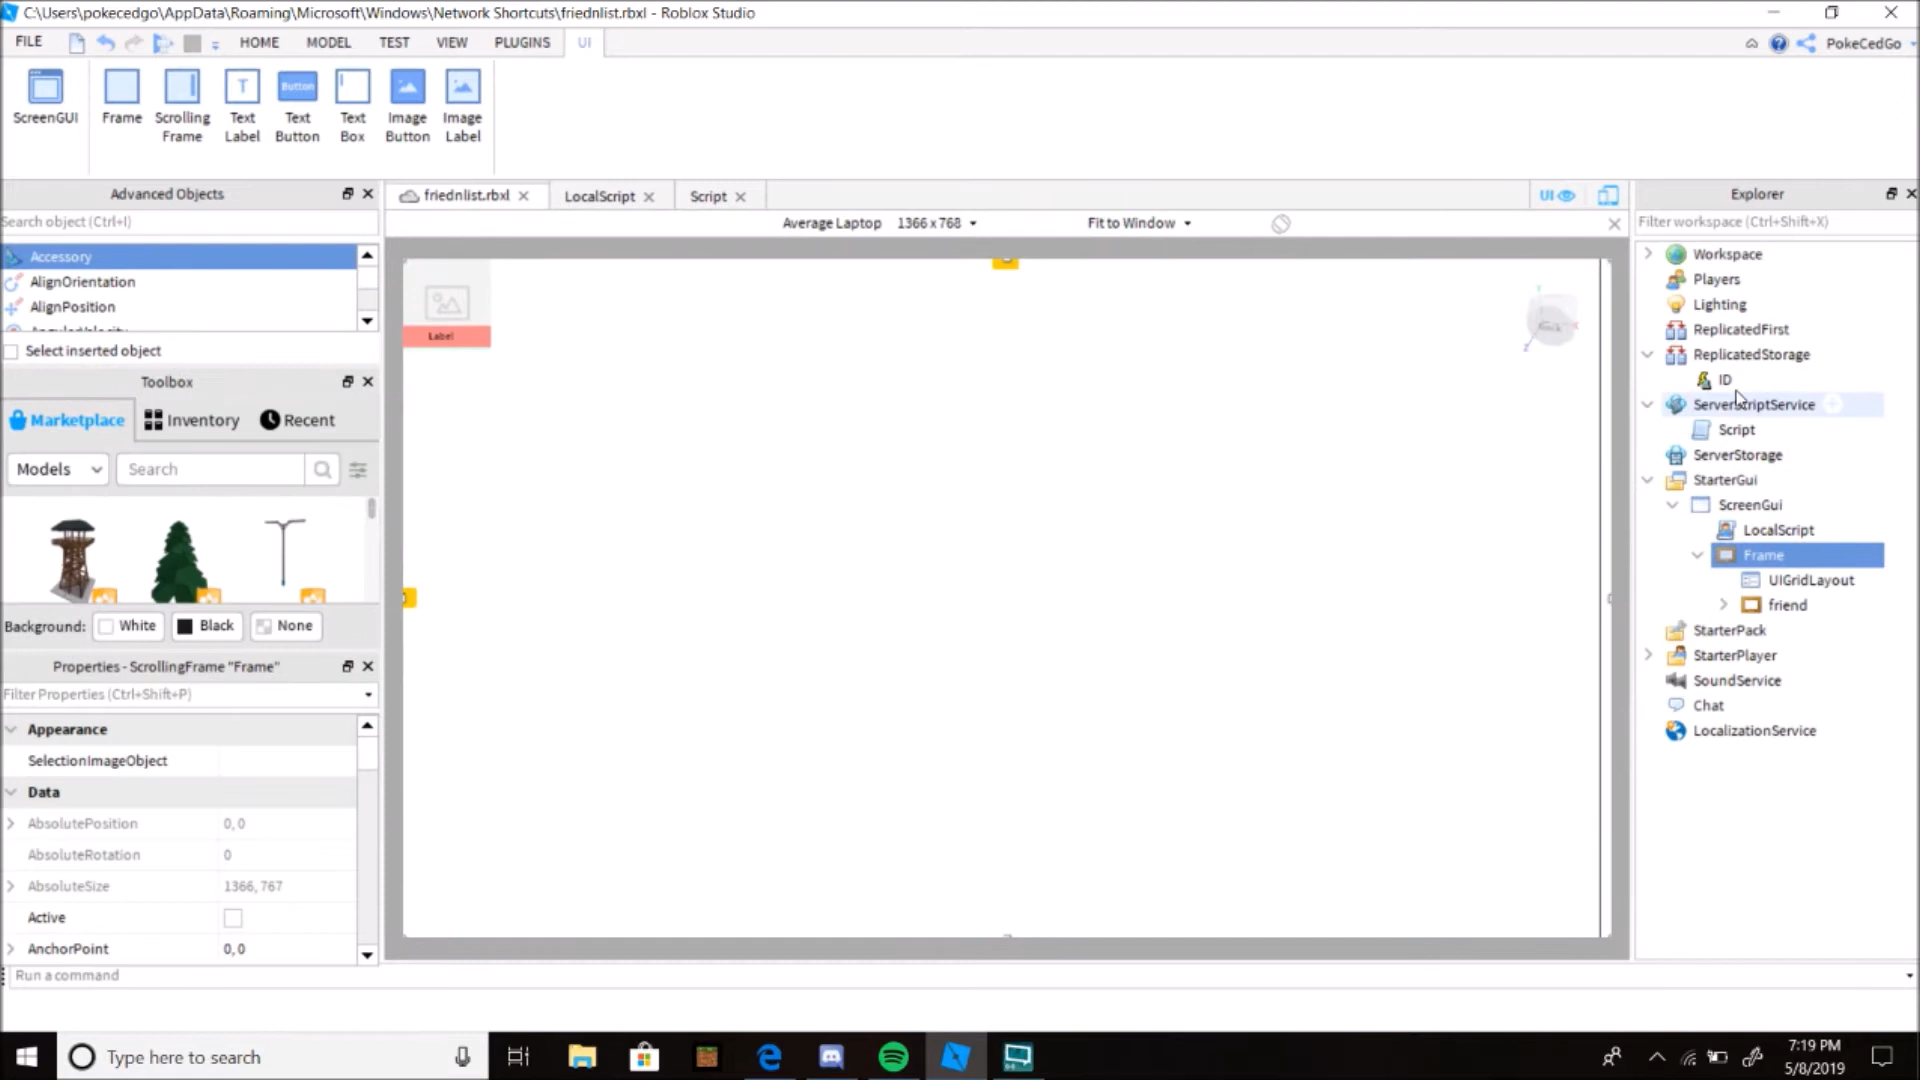 C:\Users\pokecedgo\AppData\Roaming\Microsoft\Windows\Network Shortcuts\friednlist.rbxl - Roblox Studio
FILE HOME MODEL TEST VIEW PLUGINS UI PokeCedGo
ScreenGUI Frame Scrolling Frame Text Label Button Text Button Text Box Image Button Image Label
Advanced Objects
Search object (Ctrl+I)
Accessory
AlignOrientation
AlignPosition
AngularVelocity
Select inserted object
Toolbox
Marketplace Inventory Recent
Models Search
Background: White Black None
Properties - ScrollingFrame "Frame"
Filter Properties (Ctrl+Shift+P)
Appearance
SelectionImageObject
Data
AbsolutePosition 0, 0
AbsoluteRotation 0
AbsoluteSize 1366, 767
Active
AnchorPoint 0, 0
Run a command
friednlist.rbxl LocalScript Script UI
Average Laptop 1366 x 768 Fit to Window
Label
Explorer
Filter workspace (Ctrl+Shift+X)
Workspace
Players
Lighting
ReplicatedFirst
ReplicatedStorage
ID
ServerScriptService
Script
ServerStorage
StarterGui
ScreenGui
LocalScript
Frame
UIGridLayout
friend
StarterPack
StarterPlayer
SoundService
Chat
LocalizationService
Type here to search
7:19 PM
5/8/2019